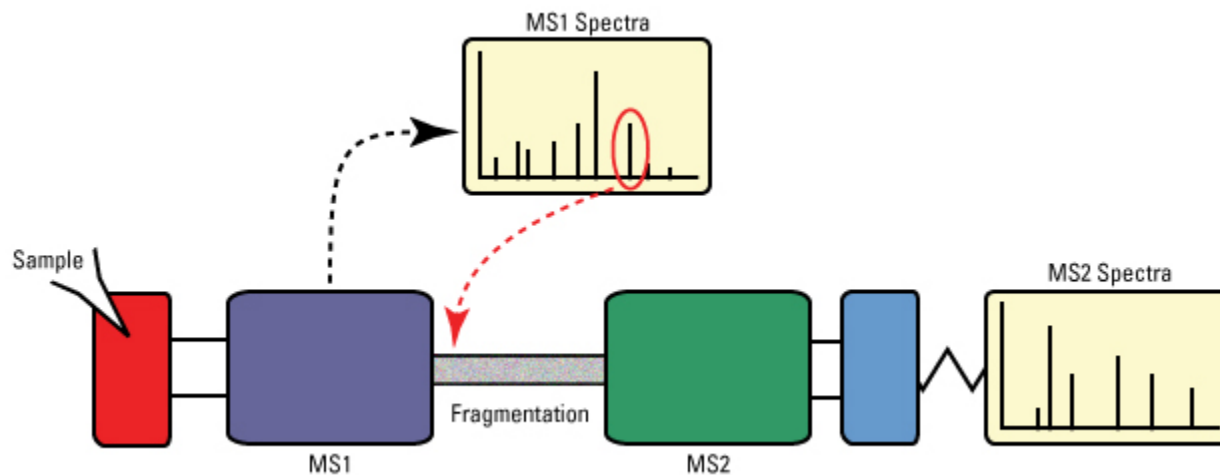 MS1 Spectra
Sample
MS2 Spectra
Fragmentation
MS1
MS2